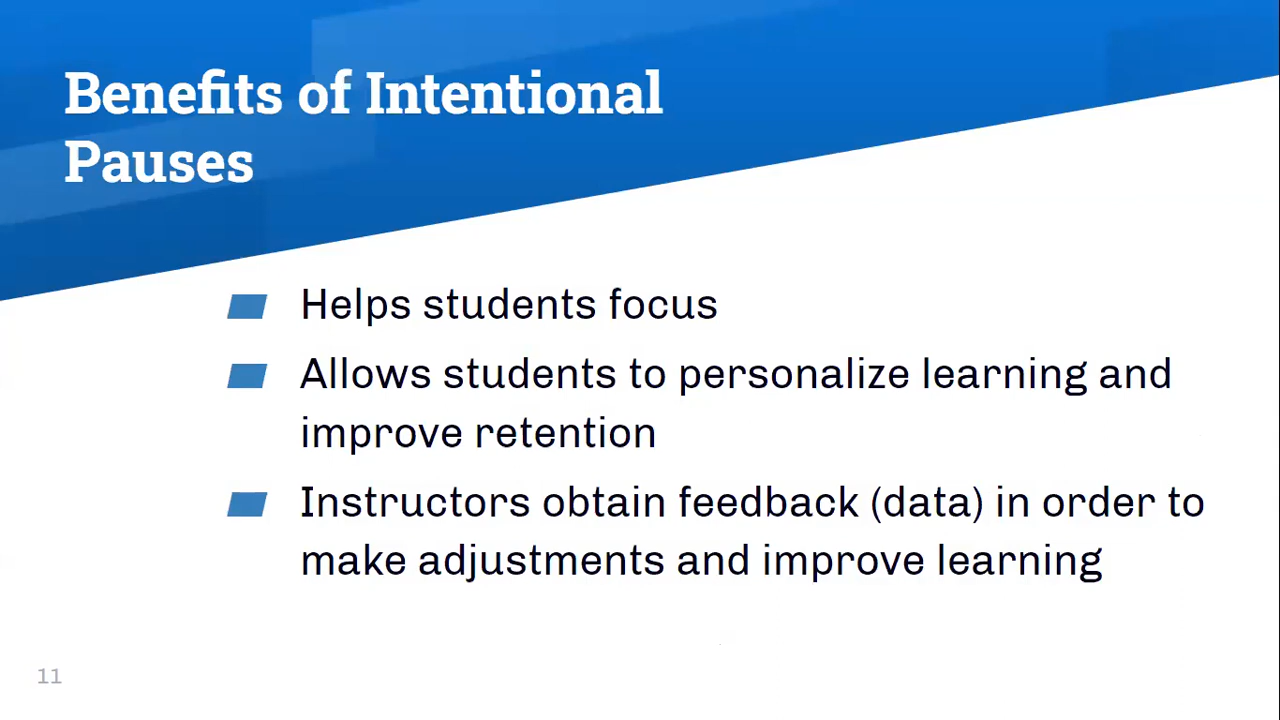 Benefits of Intentional
Pauses
Helps students focus
Allows students to personalize learning and
improve retention
Instructors obtain feedback (data) in order to
make adjustments and improve learning
11